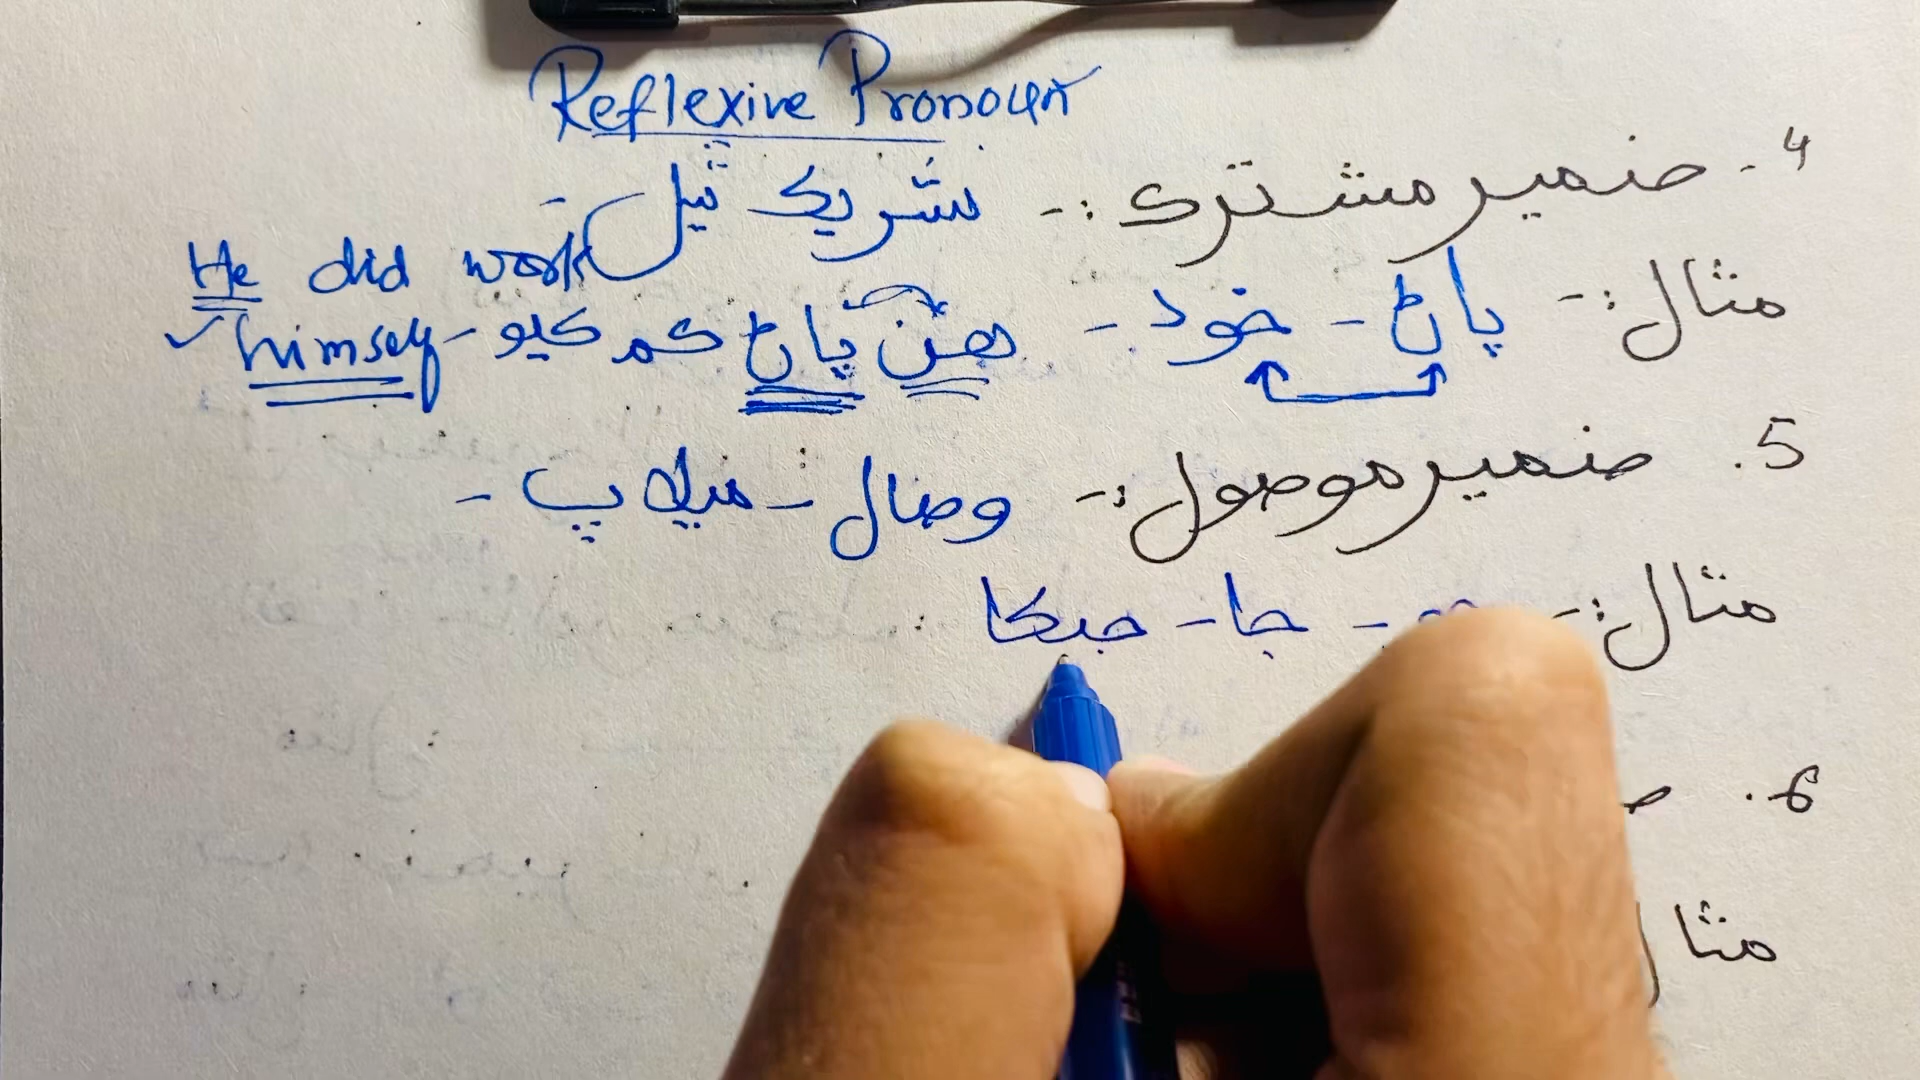 Reflexive Pronoun
4- ضمير مشترڪ :- شريڪ ٿيل -
مثال :- پاڻ - خود - هن پاڻ ڪم ڪيو -
He did work
himself
5. ضمير موصول :- وصال - ميلاپ -
مثال :- - جا - جيڪا
6.
مثال